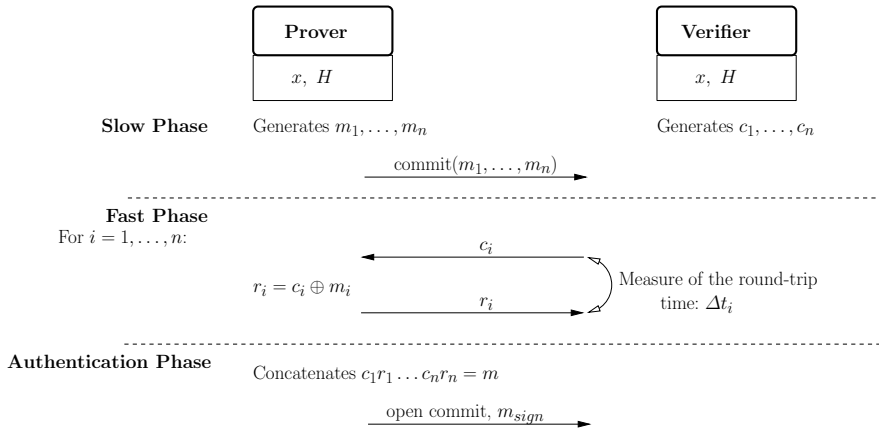 Prover
Verifier
x, H
x, H
Slow Phase
Generates m₁, . . . , mₙ
Generates c₁, . . . , cₙ
commit(m₁, . . . , mₙ)
Fast Phase
For i = 1, . . . , n:
cᵢ
rᵢ = cᵢ ⊕ mᵢ
Measure of the round-trip
time: Δtᵢ
rᵢ
Authentication Phase
Concatenates c₁r₁ . . . cₙrₙ = m
open commit, m_sign